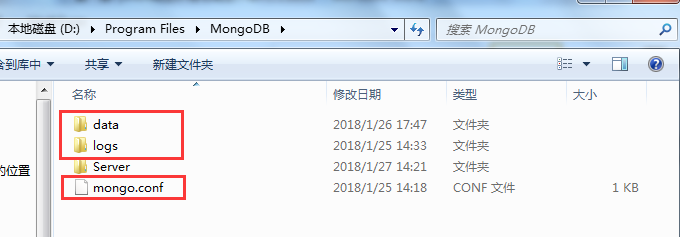 本地磁盘 (D:) ▸ Program Files ▸ MongoDB ▸ 搜索 MongoDB
含到库中 共享 新建文件夹
名称 修改日期 类型 大小
data 2018/1/26 17:47 文件夹
logs 2018/1/25 14:33 文件夹
的位置 Server 2018/1/27 14:21 文件夹
mongo.conf 2018/1/25 14:18 CONF 文件 1 KB